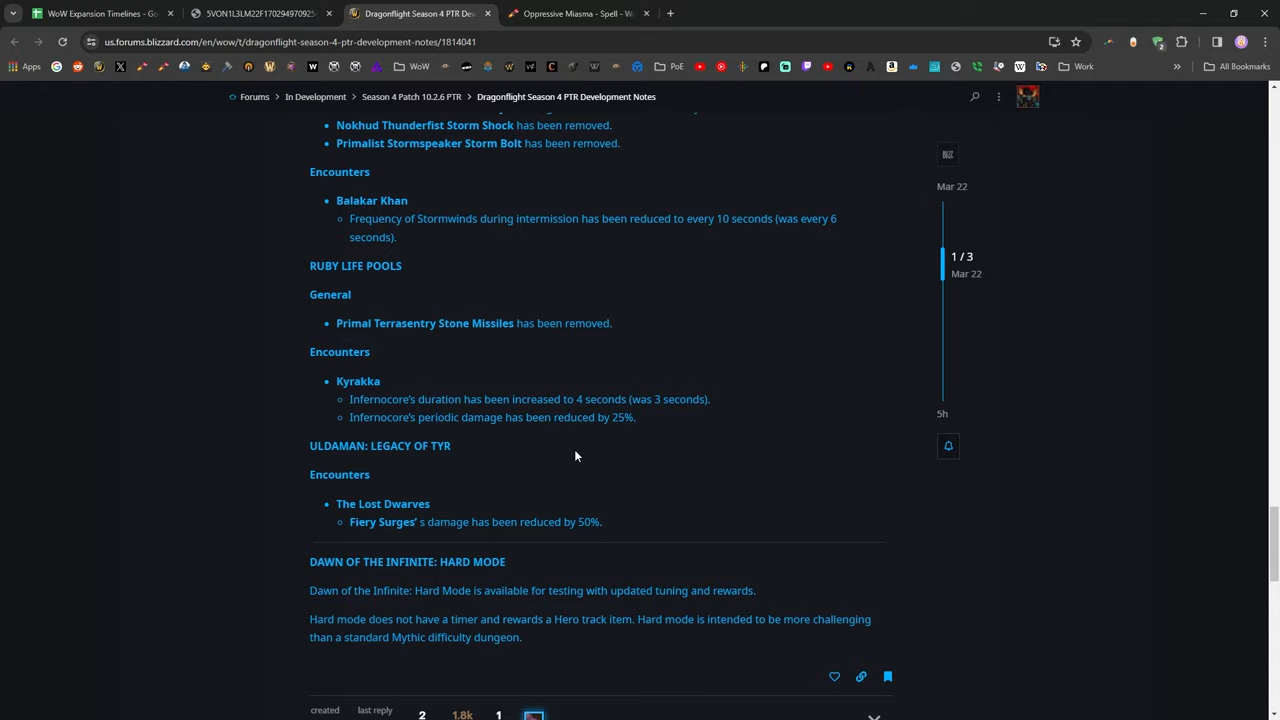 WoW Expansion Timelines - Go
5VON1L3LM22F170294970925
Dragonflight Season 4 PTR De
Oppressive Miasma - Spell - W
us.forums.blizzard.com/en/wow/t/dragonflight-season-4-ptr-development-notes/1814041
Apps
WoW
PoE
Work
All Bookmarks
Forums > In Development > Season 4 Patch 10.2.6 PTR > Dragonflight Season 4 PTR Development Notes
• Nokhud Thunderfist Storm Shock has been removed.
• Primalist Stormspeaker Storm Bolt has been removed.
Encounters
• Balakar Khan
Frequency of Stormwinds during intermission has been reduced to every 10 seconds (was every 6
seconds).
RUBY LIFE POOLS
General
• Primal Terrasentry Stone Missiles has been removed.
Encounters
• Kyrakka
Infernocore's duration has been increased to 4 seconds (was 3 seconds).
Infernocore's periodic damage has been reduced by 25%.
ULDAMAN: LEGACY OF TYR
Encounters
• The Lost Dwarves
Fiery Surges' s damage has been reduced by 50%.
DAWN OF THE INFINITE: HARD MODE
Dawn of the Infinite: Hard Mode is available for testing with updated tuning and rewards.
Hard mode does not have a timer and rewards a Hero track item. Hard mode is intended to be more challenging
than a standard Mythic difficulty dungeon.
created
last reply
2
1.8k
1
BLIZZ
Mar 22
1 / 3
Mar 22
5h